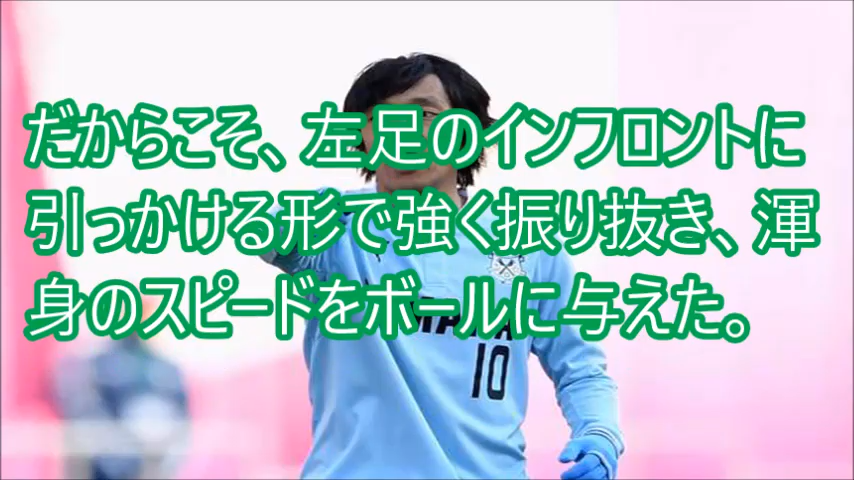 だからこそ、左足のインフロントに
引っかける形で強く振り抜き、渾
身のスピードをボールに与えた。
10